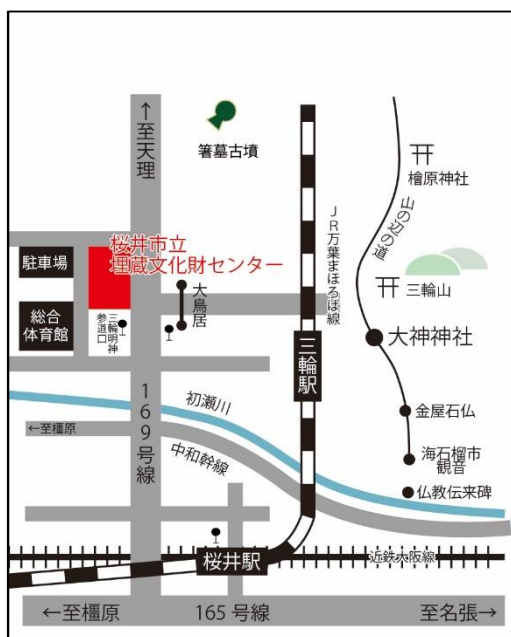 ↑至天理
箸墓古墳
檜原神社
山の辺の道
JR万葉まほろば線
桜井市立
埋蔵文化財センター
駐車場
大鳥居
三輪山
総合
体育館
三輪明神
参道口
三輪駅
大神神社
169号線
初瀬川
金屋石仏
←至橿原
中和幹線
海石榴市
観音
仏教伝来碑
桜井駅
近鉄大阪線
←至橿原
165号線
至名張→